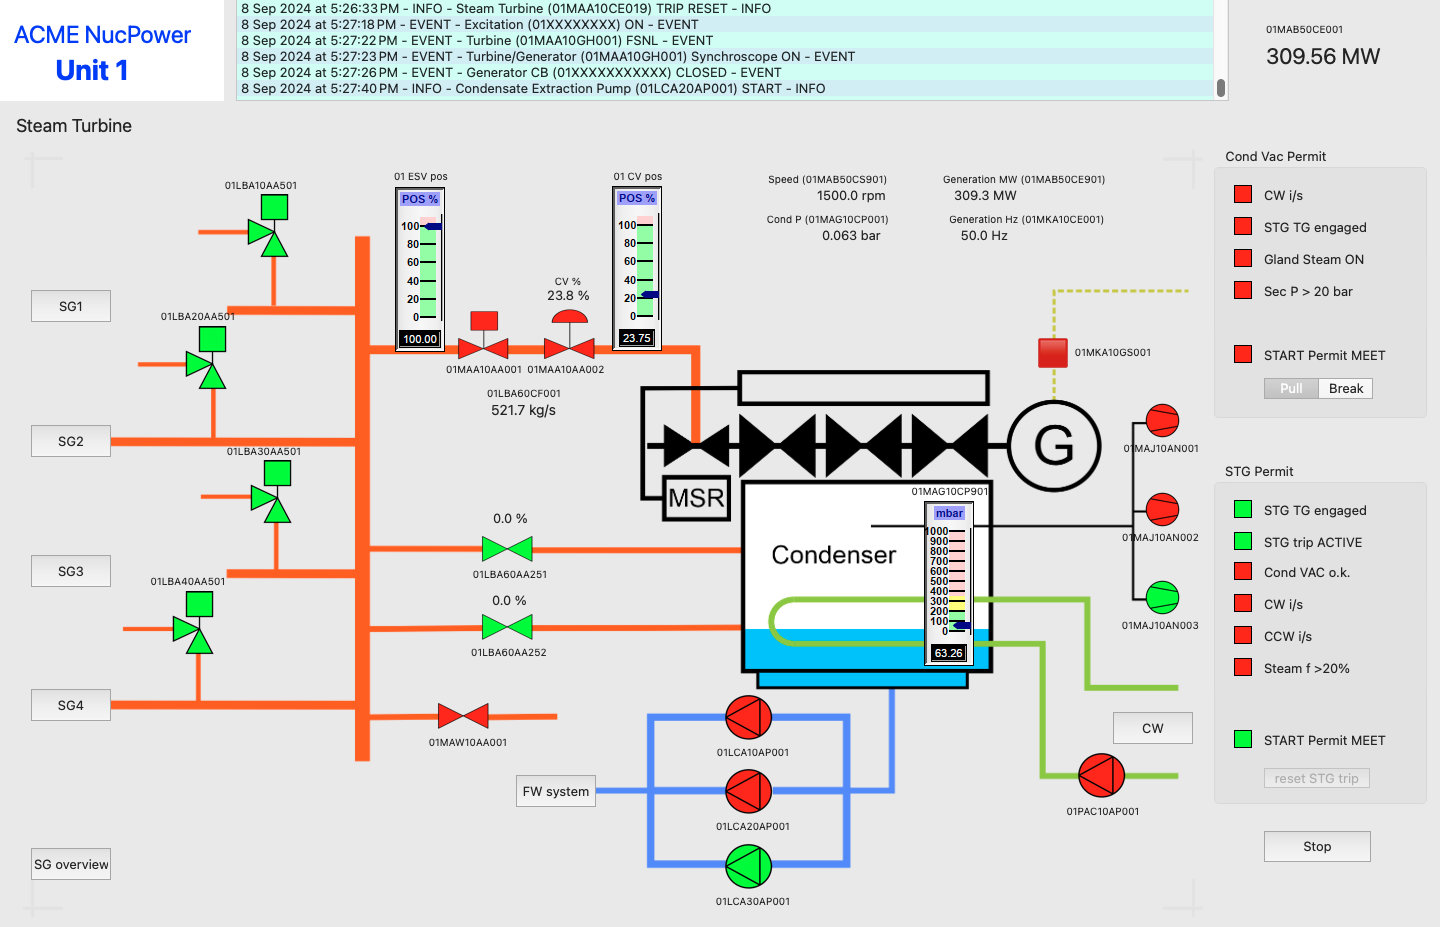 ACME NucPower
Unit 1
8 Sep 2024 at 5:26:33 PM - INFO - Steam Turbine (01MAA10CE019) TRIP RESET - INFO
8 Sep 2024 at 5:27:18 PM - EVENT - Excitation (01XXXXXXXX) ON - EVENT
8 Sep 2024 at 5:27:22 PM - EVENT - Turbine (01MAA10GH001) FSNL - EVENT
8 Sep 2024 at 5:27:23 PM - EVENT - Turbine/Generator (01MAA10GH001) Synchroscope ON - EVENT
8 Sep 2024 at 5:27:26 PM - EVENT - Generator CB (01XXXXXXXXXXX) CLOSED - EVENT
8 Sep 2024 at 5:27:40 PM - INFO - Condensate Extraction Pump (01LCA20AP001) START - INFO
01MAB50CE001
309.56 MW
Steam Turbine
01LBA10AA501
SG1
01LBA20AA501
SG2
01LBA30AA501
SG3
01LBA40AA501
SG4
SG overview
01 ESV pos
POS %
100
80
60
40
20
0
100.00
01MAA10AA001
CV %
23.8 %
01MAA10AA002
01 CV pos
POS %
100
80
60
40
20
0
23.75
01LBA60CF001
521.7 kg/s
0.0 %
01LBA60AA251
0.0 %
01LBA60AA252
01MAW10AA001
Speed (01MAB50CS901)
1500.0 rpm
Generation MW (01MAB50CE901)
309.3 MW
Cond P (01MAG10CP001)
0.063 bar
Generation Hz (01MKA10CE001)
50.0 Hz
01MKA10GS001
G
MSR
01MAG10CP901
mbar
1000
900
800
700
600
500
400
300
200
100
0
63.26
Condenser
01MAJ10AN001
01MAJ10AN002
01MAJ10AN003
CW
01PAC10AP001
01LCA10AP001
FW system
01LCA20AP001
01LCA30AP001
Cond Vac Permit
CW i/s
STG TG engaged
Gland Steam ON
Sec P > 20 bar
START Permit MEET
Pull
Break
STG Permit
STG TG engaged
STG trip ACTIVE
Cond VAC o.k.
CW i/s
CCW i/s
Steam f >20%
START Permit MEET
reset STG trip
Stop